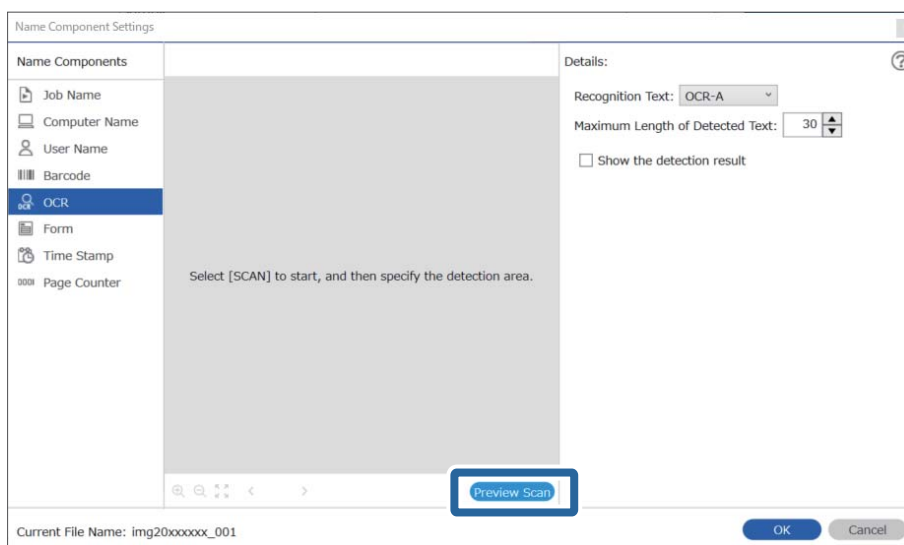 Name Component Settings
Name Components
Job Name
Computer Name
User Name
Barcode
OCR
OCR
Form
Time Stamp
Page Counter
Select [SCAN] to start, and then specify the detection area.
Preview Scan
Details:
?
Recognition Text: OCR-A
Maximum Length of Detected Text: 30
Show the detection result
Current File Name: img20xxxxxx_001
OK
Cancel